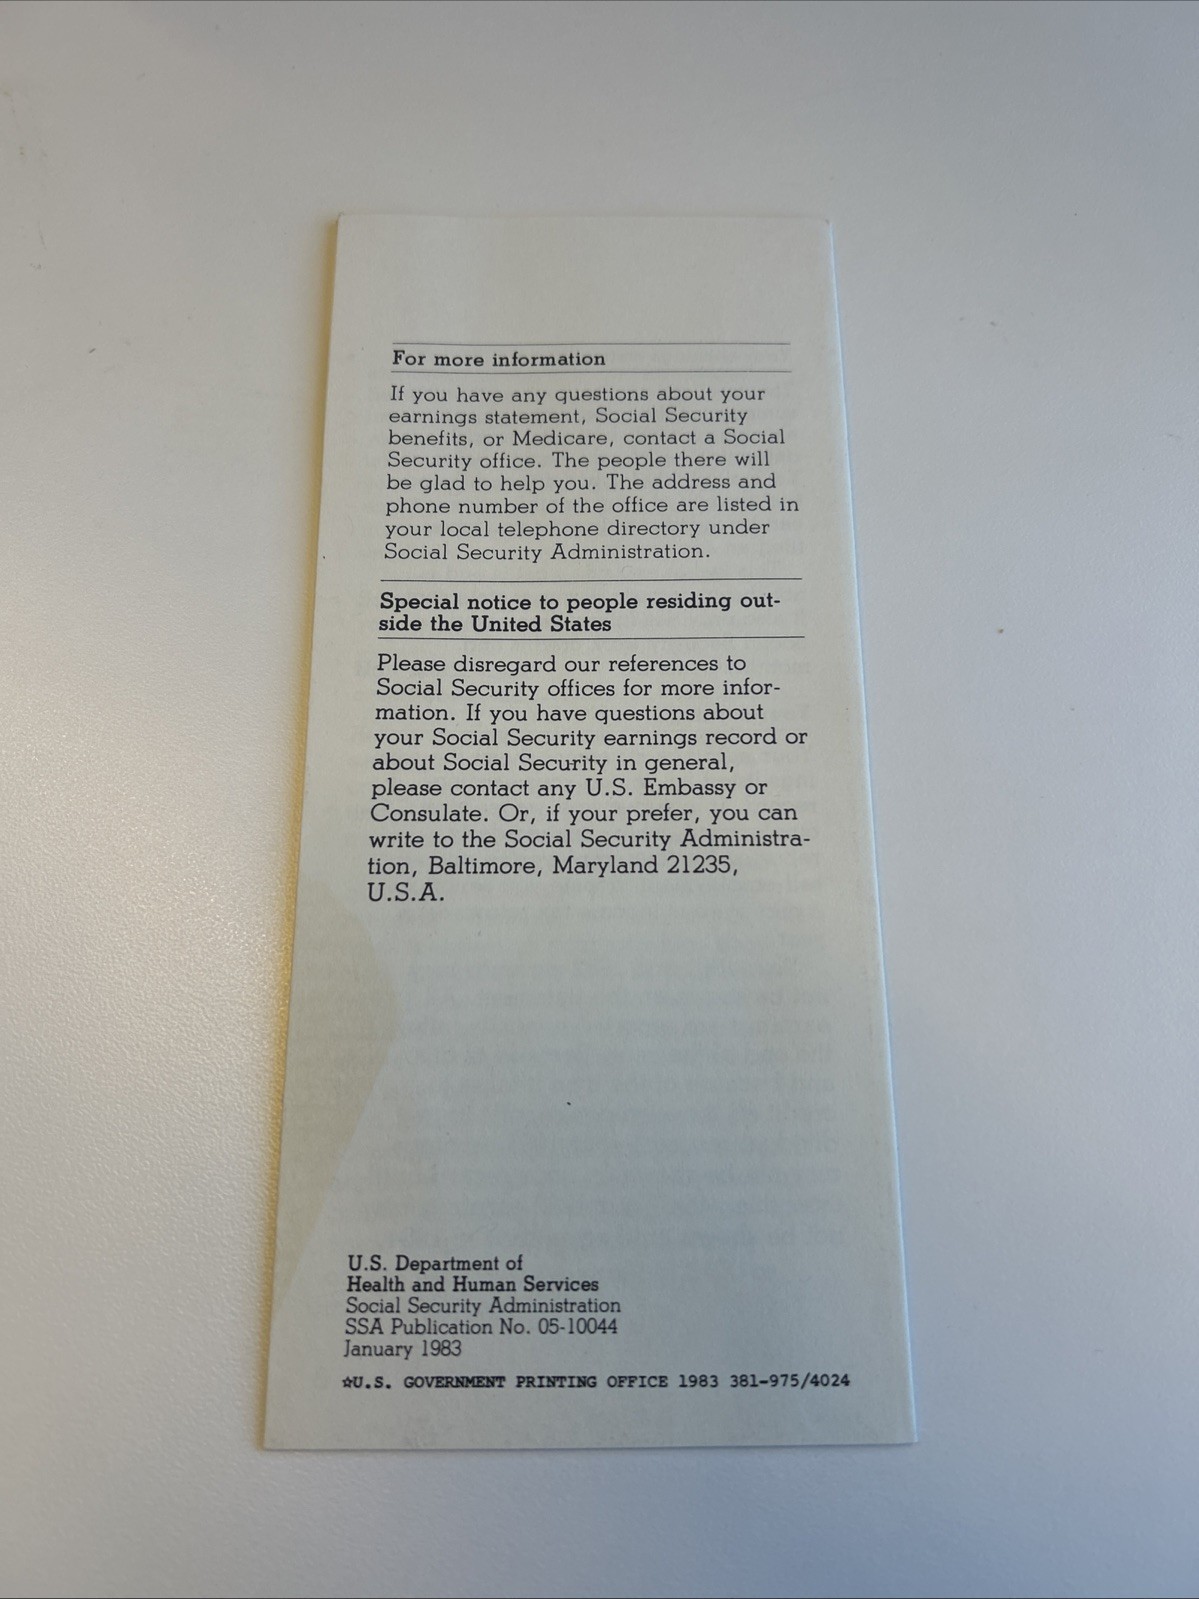 For more information
If you have any questions about your
earnings statement, Social Security
benefits, or Medicare, contact a Social
Security office. The people there will
be glad to help you. The address and
phone number of the office are listed in
your local telephone directory under
Social Security Administration.
Special notice to people residing out-
side the United States
Please disregard our references to
Social Security offices for more infor-
mation. If you have questions about
your Social Security earnings record or
about Social Security in general,
please contact any U.S. Embassy or
Consulate. Or, if your prefer, you can
write to the Social Security Administra-
tion, Baltimore, Maryland 21235,
U.S.A.
U.S. Department of
Health and Human Services
Social Security Administration
SSA Publication No. 05-10044
January 1983
☆U.S. GOVERNMENT PRINTING OFFICE 1983 381-975/4024